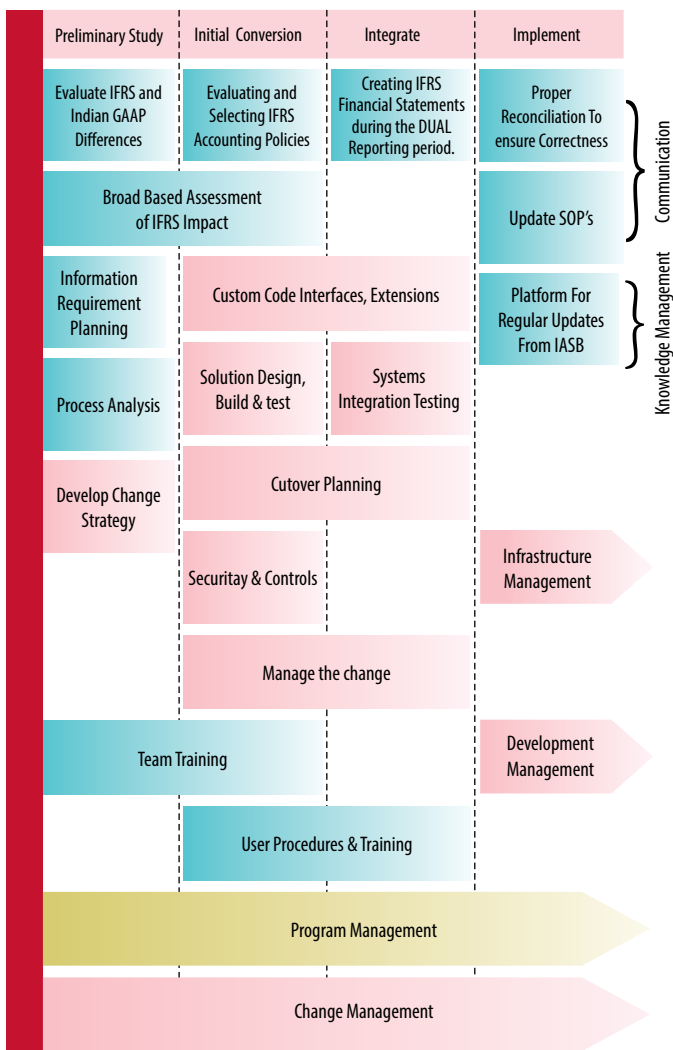 Preliminary Study
Initial Conversion
Integrate
Implement
Evaluate IFRS and
Indian GAAP
Differences
Evaluating and
Selecting IFRS
Accounting Policies
Creating IFRS
Financial Statements
during the DUAL
Reporting period.
Proper
Reconciliation To
ensure Correctness
Communication
Broad Based Assessment
of IFRS Impact
Update SOP's
Information
Requirement
Planning
Custom Code Interfaces, Extensions
Platform For
Regular Updates
From IASB
Knowledge Management
Process Analysis
Solution Design,
Build & test
Systems
Integration Testing
Develop Change
Strategy
Cutover Planning
Securitay & Controls
Infrastructure
Management
Manage the change
Team Training
Development
Management
User Procedures & Training
Program Management
Change Management